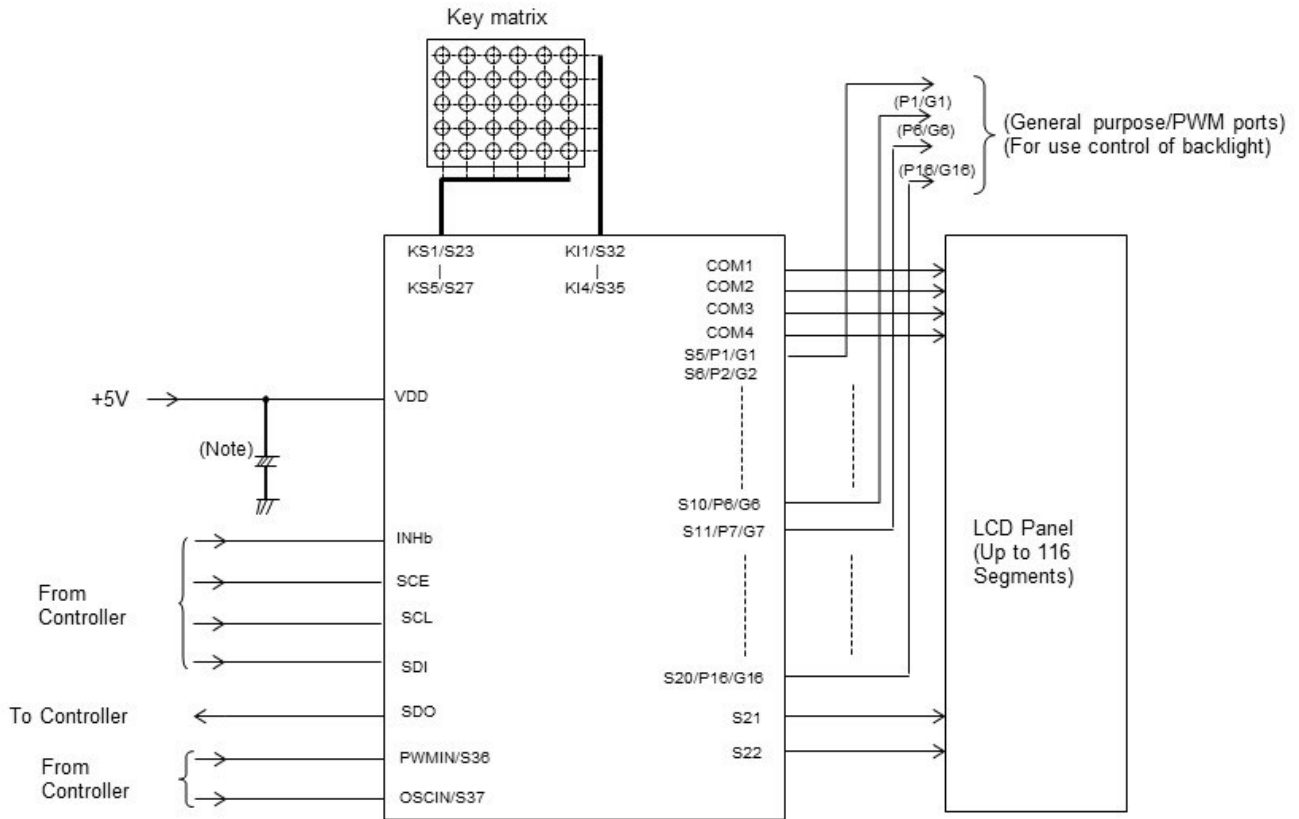 Key matrix
(P1/G1)
(P6/G6)
(P16/G16)
(General purpose/PWM ports)
(For use control of backlight)
KS1/S23
|
KS5/S27
KI1/S32
|
KI4/S35
COM1
COM2
COM3
COM4
S5/P1/G1
S6/P2/G2
+5V
VDD
(Note)
S10/P6/G6
S11/P7/G7
LCD Panel
(Up to 116
Segments)
INHb
SCE
SCL
SDI
From
Controller
S20/P16/G16
To Controller
SDO
S21
S22
From
Controller
PWMIN/S36
OSCIN/S37